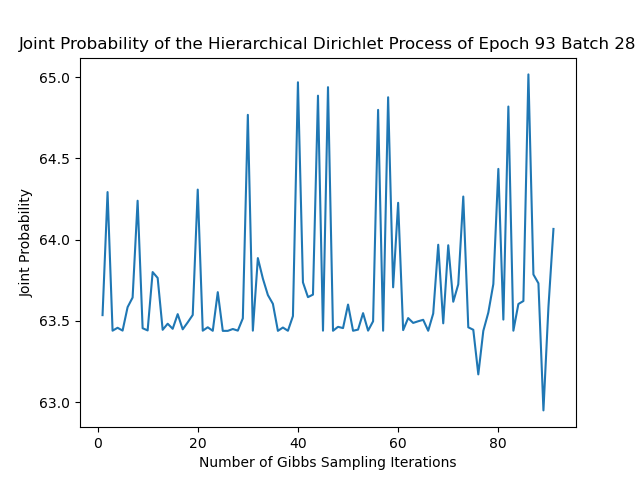 Joint Probability of the Hierarchical Dirichlet Process of Epoch 93 Batch 28
65.0
64.5
64.0
63.5
63.0
Joint Probability
0 20 40 60 80
Number of Gibbs Sampling Iterations